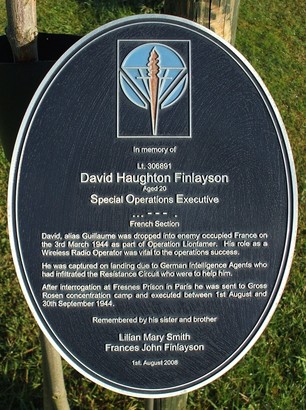 In memory of
Lt. 306891
David Haughton Finlayson
Aged 20
Special Operations Executive
... - - - .
French Section
David, alias Guillaume was dropped into enemy occupied France on
the 3rd March 1944 as part of Operation Liontamer. His role as a
Wireless Radio Operator was vital to the operations success.
He was captured on landing due to German Intelligence Agents who
had infiltrated the Resistance Circuit who were to help him.
After interrogation at Fresnes Prison in Paris he was sent to Gross
Rosen concentration camp and executed between 1st August and
30th September 1944.
Remembered by his sister and brother
Lilian Mary Smith
Frances John Finlayson
1st. August 2008